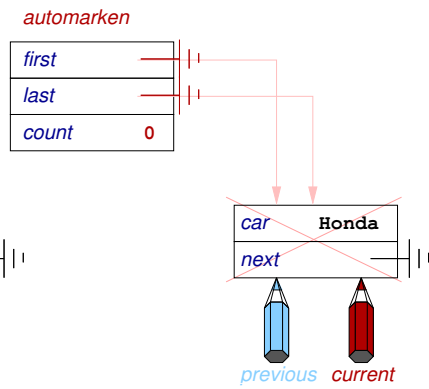 automarken
first
last
count 0
car Honda
next
previous current